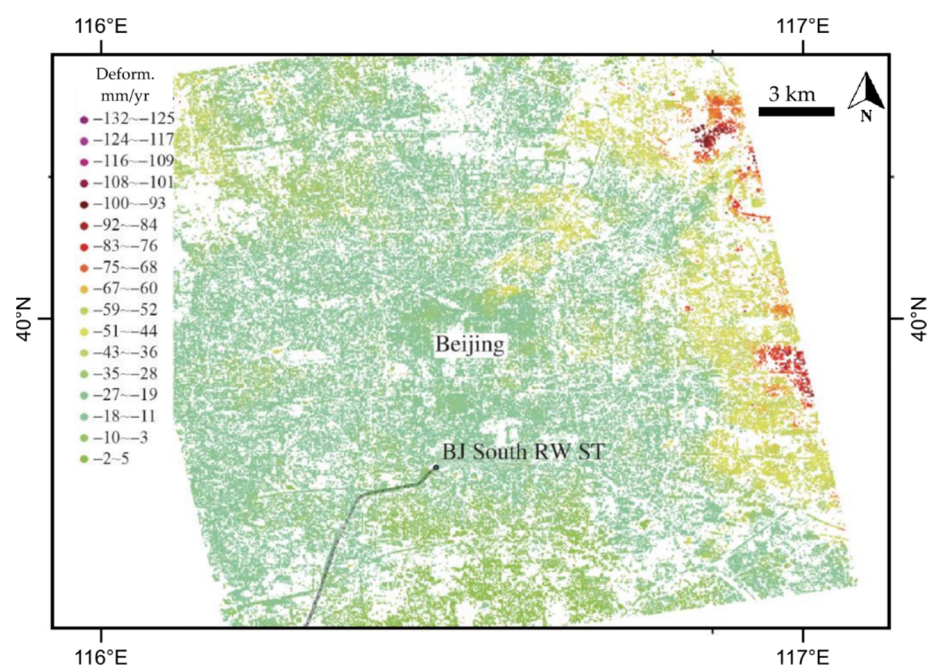 116°E 117°E
Deform.
mm/yr
3 km
N
−132~−125
−124~−117
−116~−109
−108~−101
−100~−93
−92~−84
−83~−76
−75~−68
−67~−60
−59~−52
−51~−44
−43~−36
−35~−28
−27~−19
−18~−11
−10~−3
−2~5
40°N
40°N
Beijing
BJ South RW ST
116°E 117°E